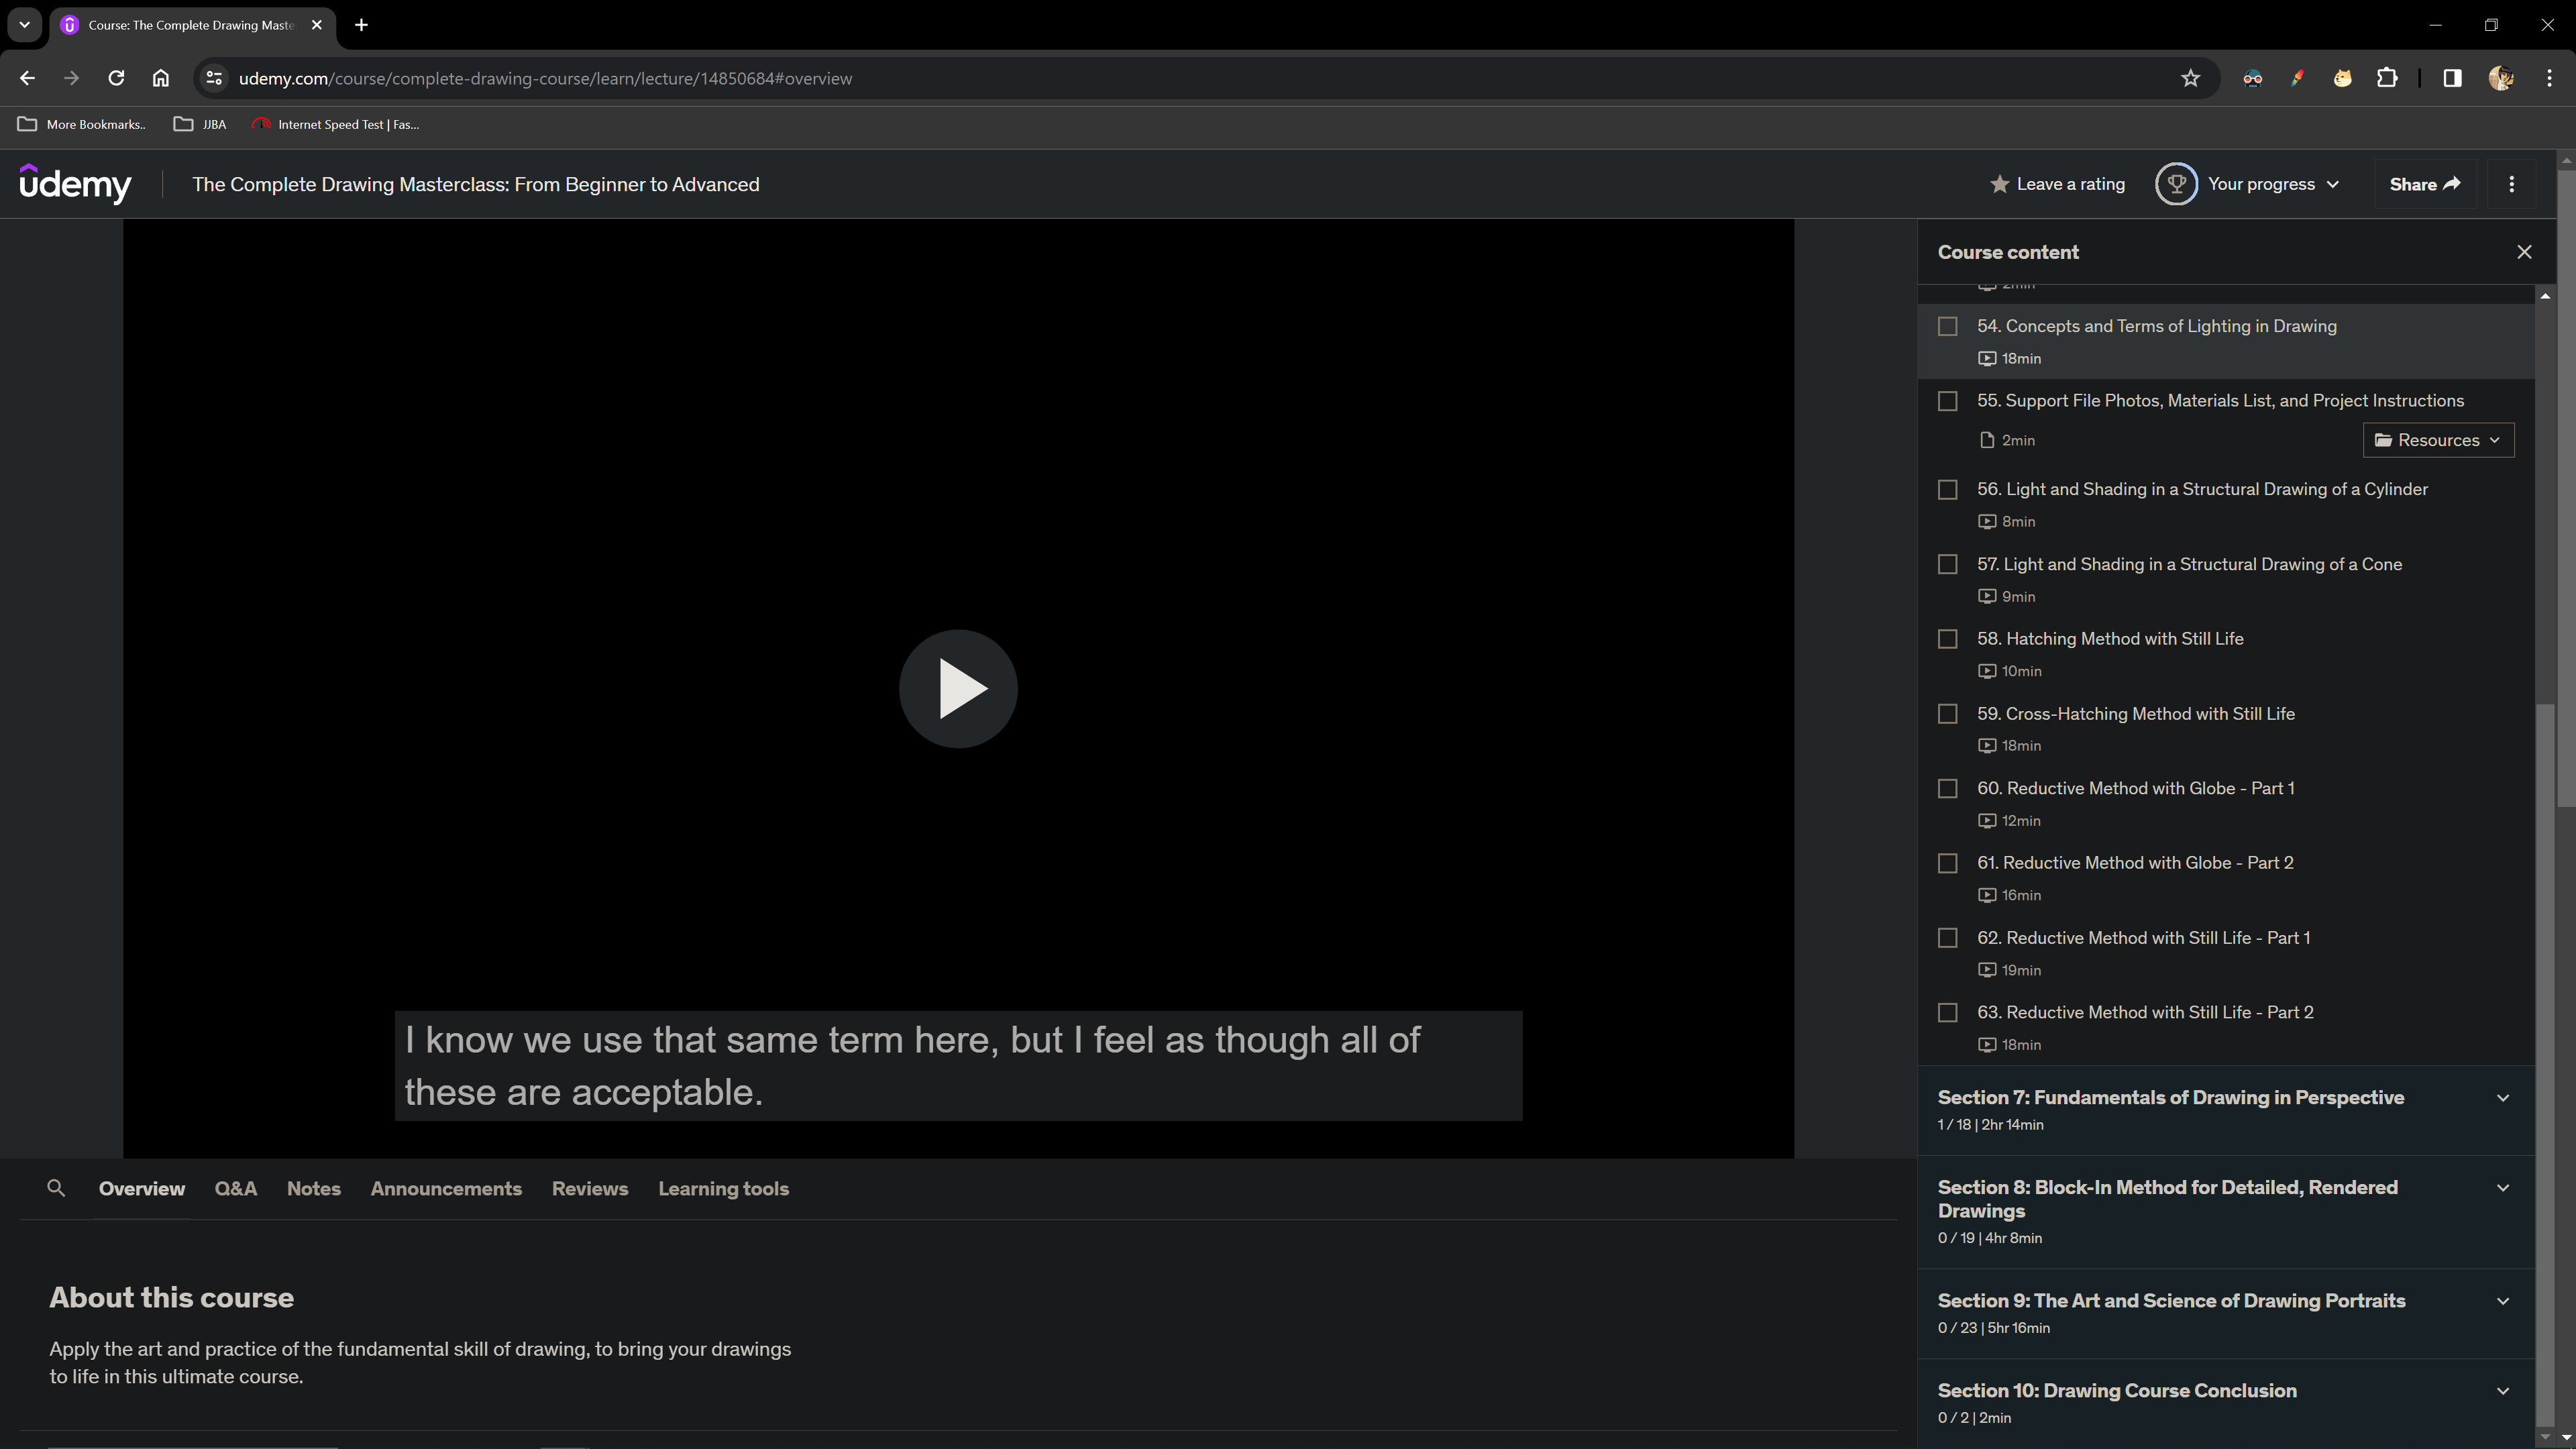 Course: The Complete Drawing Maste
udemy.com/course/complete-drawing-course/learn/lecture/14850684#overview
More Bookmarks..
JJBA
Internet Speed Test | Fas...
udemy
The Complete Drawing Masterclass: From Beginner to Advanced
Leave a rating
Your progress
Share
Course content
2min
54. Concepts and Terms of Lighting in Drawing
18min
55. Support File Photos, Materials List, and Project Instructions
2min
Resources
56. Light and Shading in a Structural Drawing of a Cylinder
8min
57. Light and Shading in a Structural Drawing of a Cone
9min
58. Hatching Method with Still Life
10min
59. Cross-Hatching Method with Still Life
18min
60. Reductive Method with Globe - Part 1
12min
61. Reductive Method with Globe - Part 2
16min
62. Reductive Method with Still Life - Part 1
19min
63. Reductive Method with Still Life - Part 2
18min
Section 7: Fundamentals of Drawing in Perspective
1 / 18 | 2hr 14min
Section 8: Block-In Method for Detailed, Rendered
Drawings
0 / 19 | 4hr 8min
Section 9: The Art and Science of Drawing Portraits
0 / 23 | 5hr 16min
Section 10: Drawing Course Conclusion
0 / 2 | 2min
I know we use that same term here, but I feel as though all of
these are acceptable.
Overview
Q&A
Notes
Announcements
Reviews
Learning tools
About this course
Apply the art and practice of the fundamental skill of drawing, to bring your drawings
to life in this ultimate course.